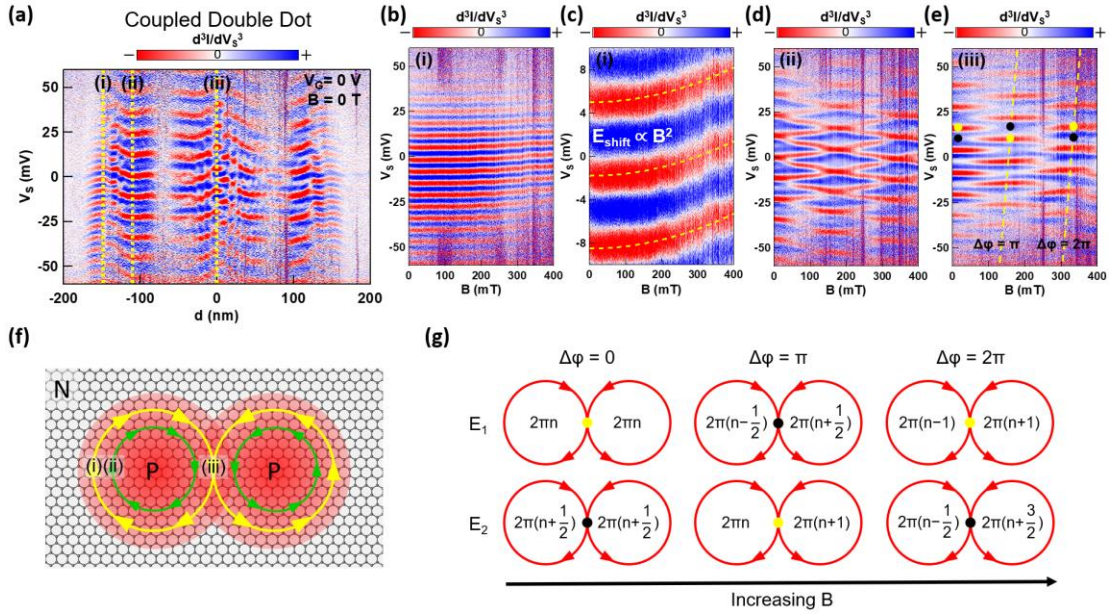 (a)
Coupled Double Dot
d³I/dVₛ³
− 0 +
(i) (ii) (iii)
V_G= 0 V
B = 0 T
Vₛ (mV)
50
25
0
-25
-50
-200 -100 0 100 200
d (nm)
(b)
d³I/dVₛ³
− 0 +
(i)
Vₛ (mV)
50
25
0
-25
-50
0 100 200 300 400
B (mT)
(c)
d³I/dVₛ³
− 0 +
(i)
E_shift ∝ B²
Vₛ (mV)
8
4
0
-4
-8
0 100 200 300 400
B (mT)
(d)
d³I/dVₛ³
− 0 +
(ii)
Vₛ (mV)
50
25
0
-25
-50
0 100 200 300 400
B (mT)
(e)
d³I/dVₛ³
− 0 +
(iii)
Vₛ (mV)
50
25
0
-25
-50
Δφ = π Δφ = 2π
0 100 200 300 400
B (mT)
(f)
N
(i) (ii) P (iii) P
(g)
Δφ = 0 Δφ = π Δφ = 2π
E₁ 2πn 2πn 2π(n-1/2) 2π(n+1/2) 2π(n-1) 2π(n+1)
E₂ 2π(n+1/2) 2π(n+1/2) 2πn 2π(n+1) 2π(n-1/2) 2π(n+3/2)
Increasing B